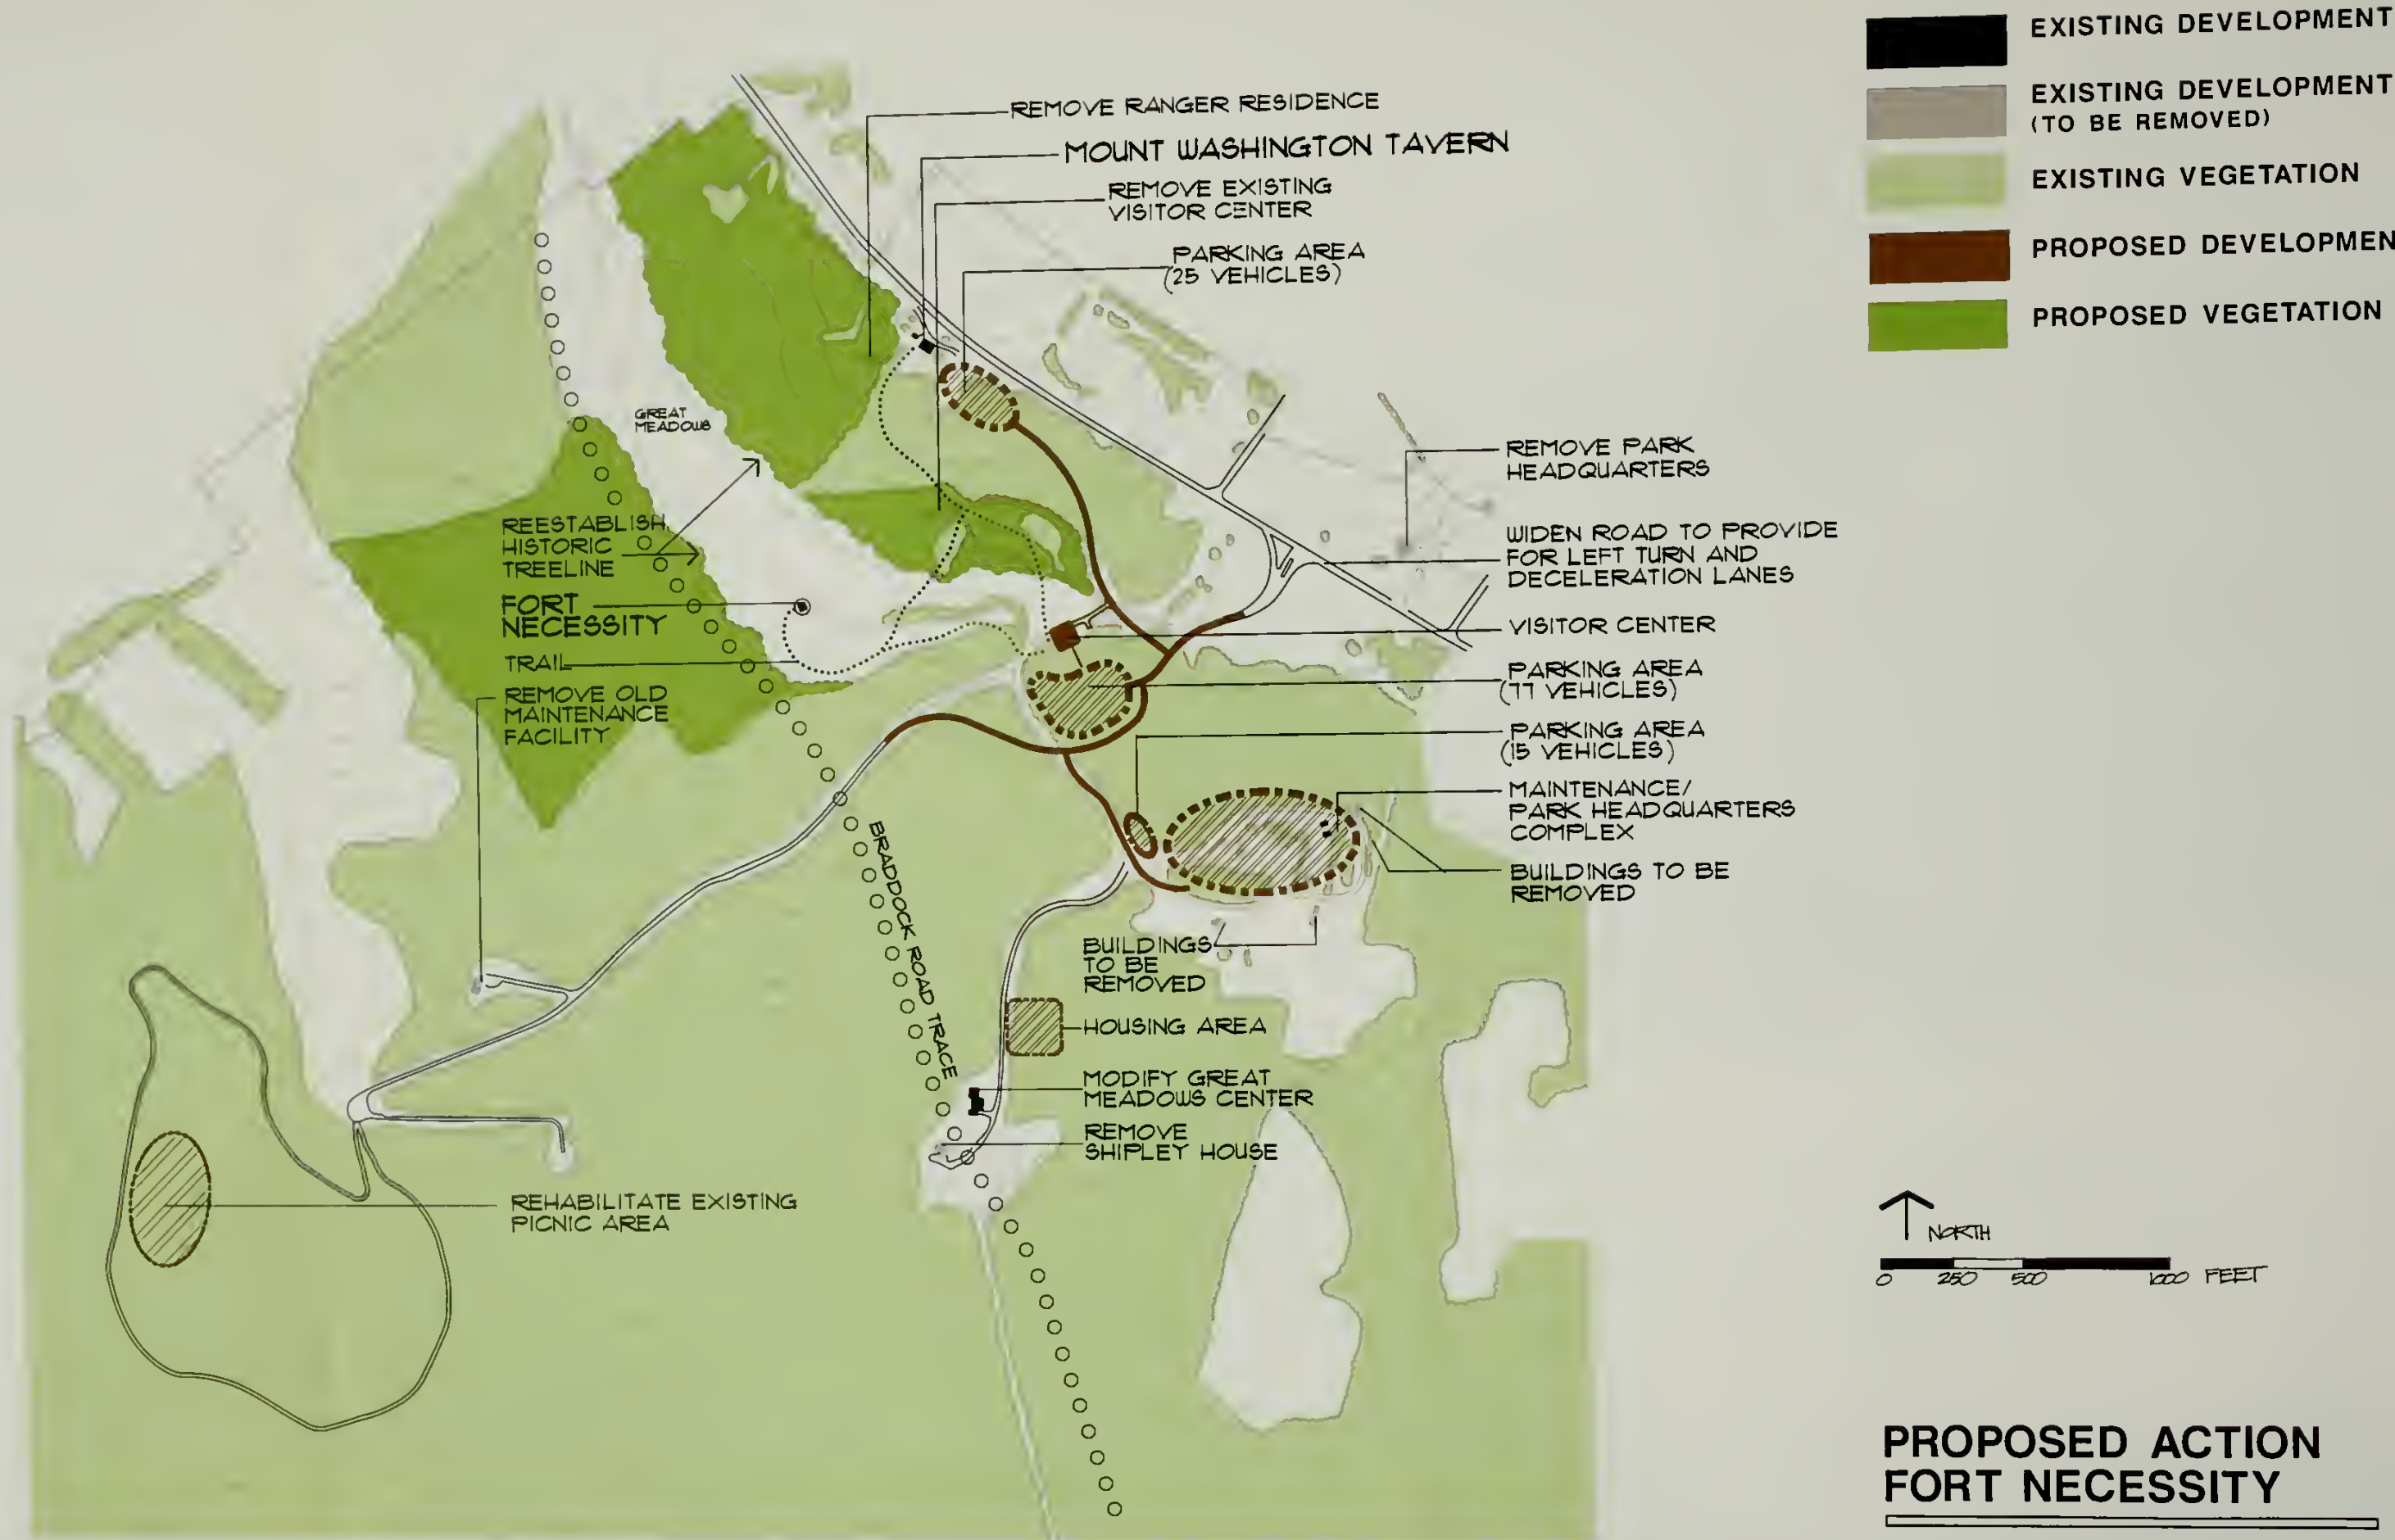 EXISTING DEVELOPMENT
EXISTING DEVELOPMENT
(TO BE REMOVED)
EXISTING VEGETATION
PROPOSED DEVELOPMEN
PROPOSED VEGETATION
REMOVE RANGER RESIDENCE
MOUNT WASHINGTON TAVERN
REMOVE EXISTING
VISITOR CENTER
PARKING AREA
(25 VEHICLES)
GREAT
MEADOWS
REMOVE PARK
HEADQUARTERS
REESTABLISH
HISTORIC
TREELINE
WIDEN ROAD TO PROVIDE
FOR LEFT TURN AND
DECELERATION LANES
FORT
NECESSITY
VISITOR CENTER
TRAIL
PARKING AREA
(77 VEHICLES)
REMOVE OLD
MAINTENANCE
FACILITY
PARKING AREA
(15 VEHICLES)
MAINTENANCE/
PARK HEADQUARTERS
COMPLEX
BUILDINGS TO BE
REMOVED
BRADDOCK ROAD TRACE
BUILDINGS
TO BE
REMOVED
HOUSING AREA
MODIFY GREAT
MEADOWS CENTER
REMOVE
SHIPLEY HOUSE
REHABILITATE EXISTING
PICNIC AREA
NORTH
0 250 500 1000 FEET
PROPOSED ACTION
FORT NECESSITY